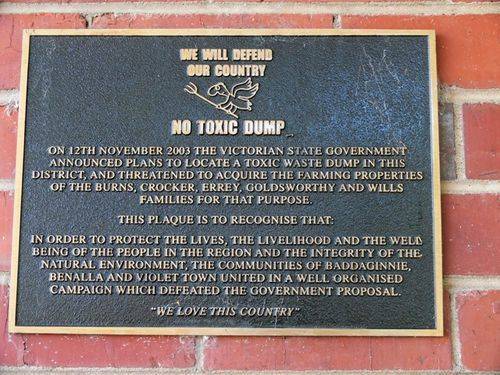 WE WILL DEFEND
OUR COUNTRY
NO TOXIC DUMP
ON 12TH NOVEMBER 2003 THE VICTORIAN STATE GOVERNMENT
ANNOUNCED PLANS TO LOCATE A TOXIC WASTE DUMP IN THIS
DISTRICT, AND THREATENED TO ACQUIRE THE FARMING PROPERTIES
OF THE BURNS, CROCKER, ERREY, GOLDSWORTHY AND WILLS
FAMILIES FOR THAT PURPOSE.
THIS PLAQUE IS TO RECOGNISE THAT:
IN ORDER TO PROTECT THE LIVES, THE LIVELIHOOD AND THE WELL
BEING OF THE PEOPLE IN THE REGION AND THE INTEGRITY OF THE
NATURAL ENVIRONMENT, THE COMMUNITIES OF BADDAGINNIE,
BENALLA AND VIOLET TOWN UNITED IN A WELL ORGANISED
CAMPAIGN WHICH DEFEATED THE GOVERNMENT PROPOSAL.
"WE LOVE THIS COUNTRY"